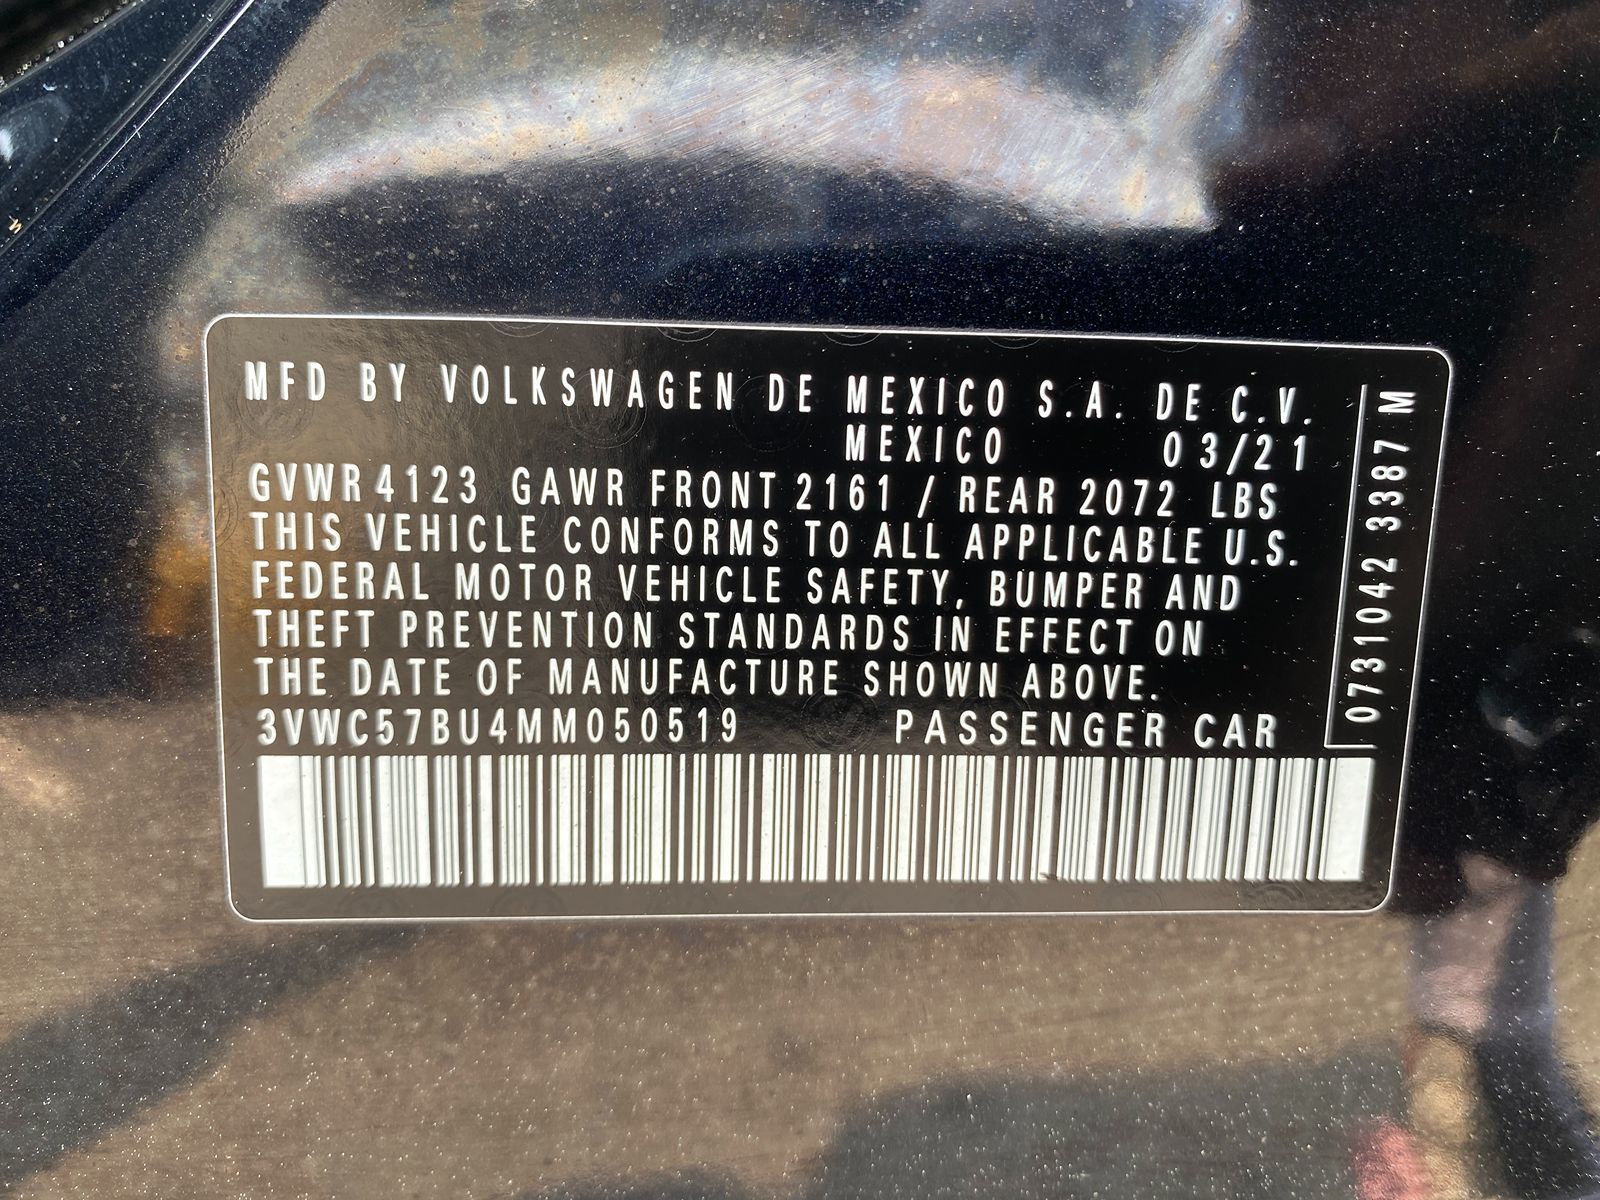 MFD BY VOLKSWAGEN DE MEXICO S.A. DE C.V.
MEXICO 03/21
GVWR 4123 GAWR FRONT 2161 / REAR 2072 LBS
THIS VEHICLE CONFORMS TO ALL APPLICABLE U.S.
FEDERAL MOTOR VEHICLE SAFETY, BUMPER AND
THEFT PREVENTION STANDARDS IN EFFECT ON
THE DATE OF MANUFACTURE SHOWN ABOVE.
3VWC57BU4MM050519 PASSENGER CAR
0731042 3387 M